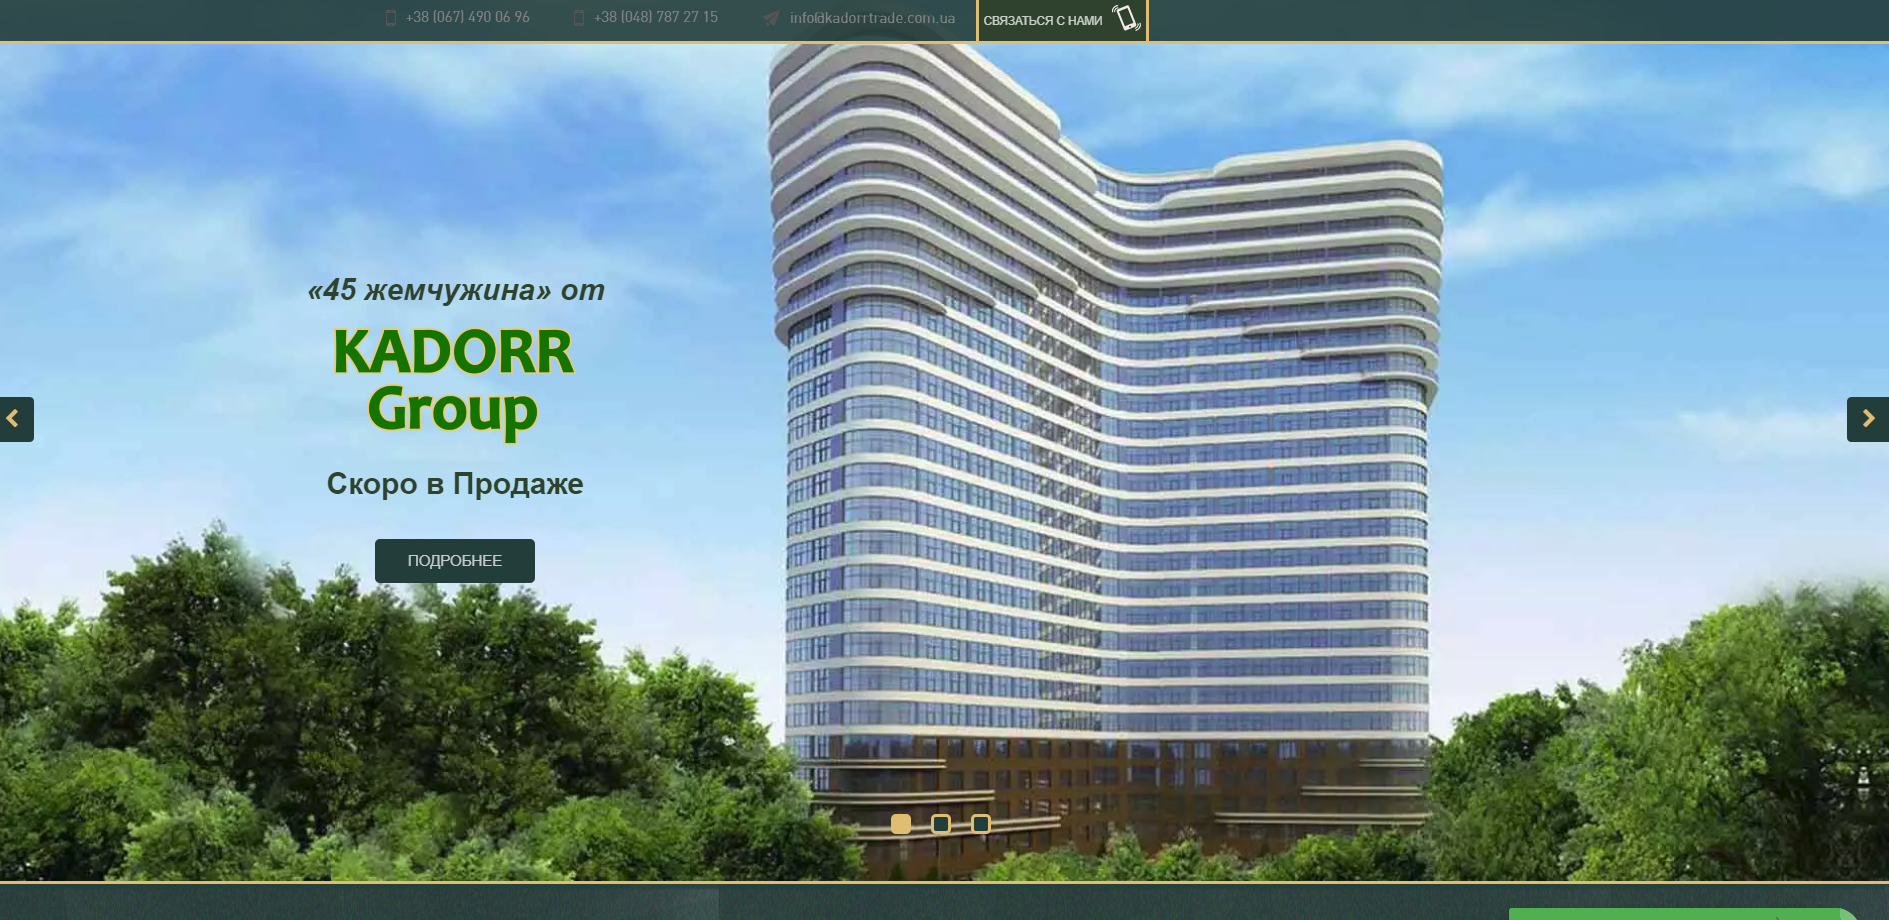 +38 (067) 490 06 96 +38 (048) 787 27 15 info@kadorrtrade.com.ua СВЯЗАТЬСЯ С НАМИ
«45 жемчужина» от
KADORR
Group
Скоро в Продаже
ПОДРОБНЕЕ